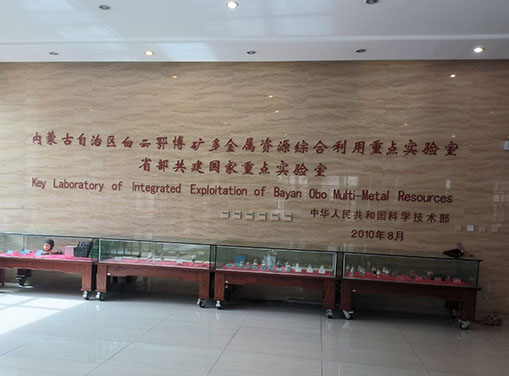 内蒙古自治区白云鄂博矿多金属资源综合利用重点实验室
省部共建国家重点实验室
Key Laboratory of Integrated Exploitation of Bayan Obo Multi-Metal Resources
中华人民共和国科学技术部
2010年8月